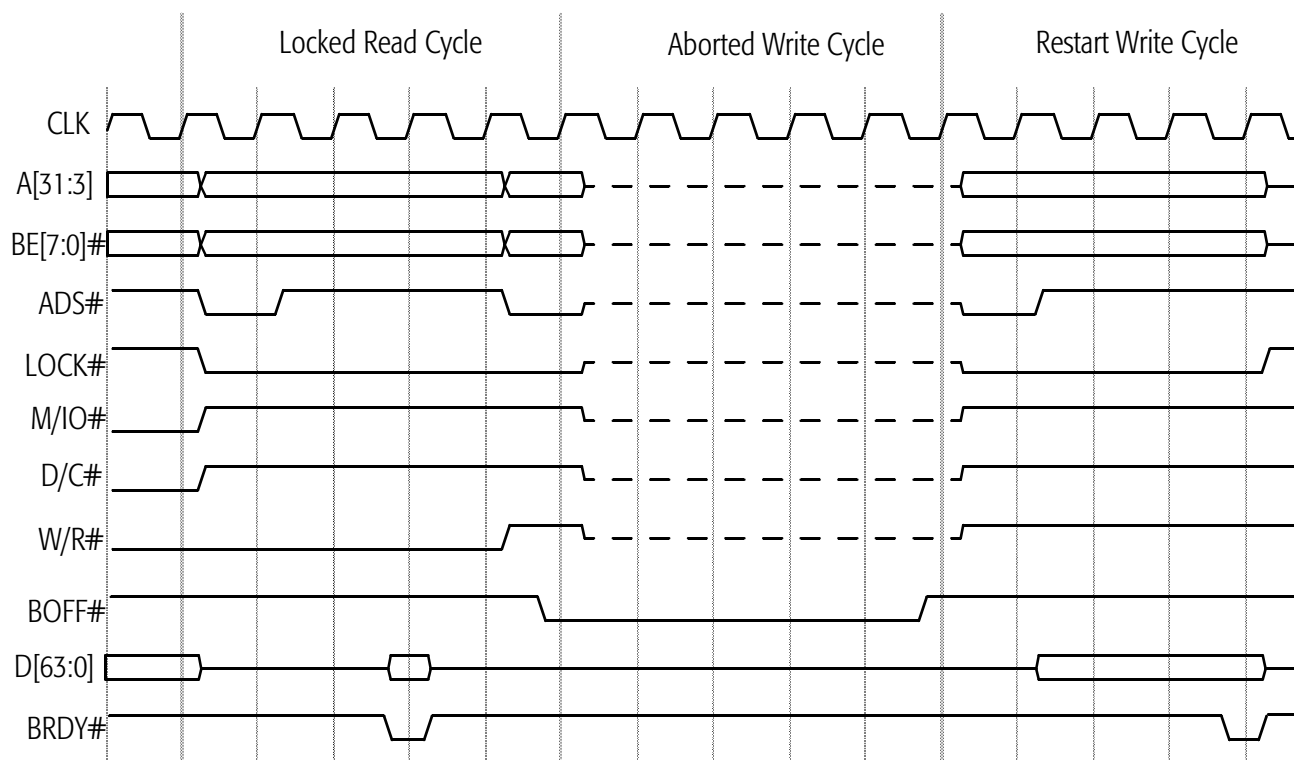 Locked Read Cycle Aborted Write Cycle Restart Write Cycle
CLK
A[31:3]
BE[7:0]#
ADS#
LOCK#
M/IO#
D/C#
W/R#
BOFF#
D[63:0]
BRDY#